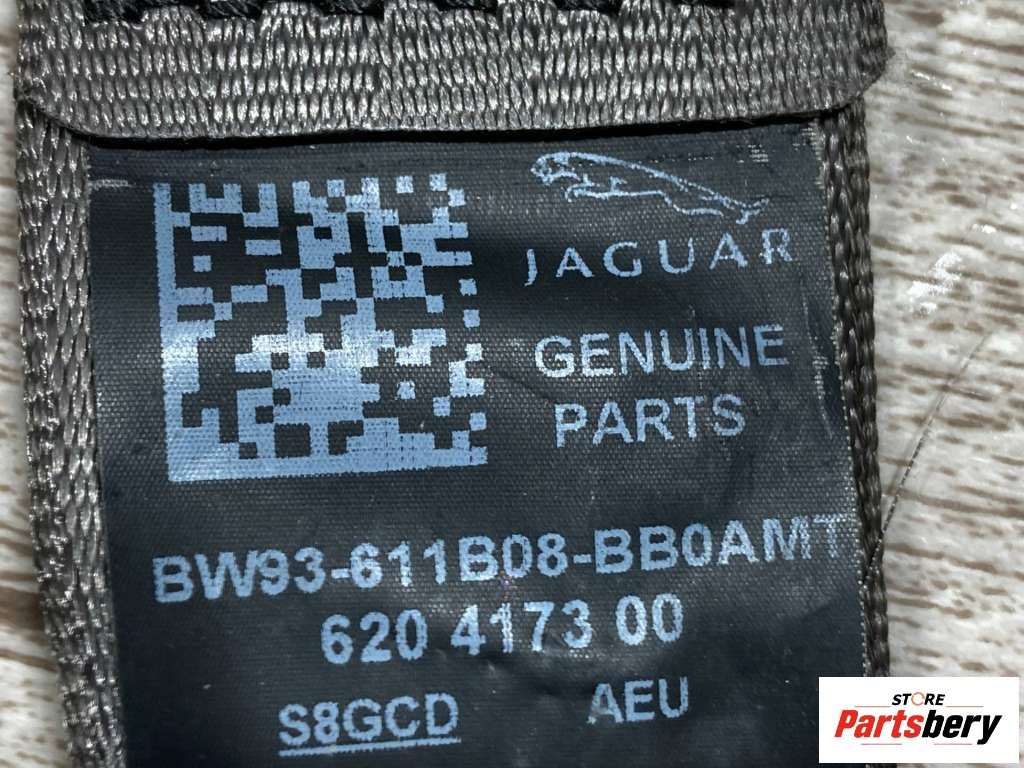 JAGUAR
GENUINE
PARTS
BW93-611B08-BB0AMT
620 4173 00
S8GCD AEU
STORE
Partsbery